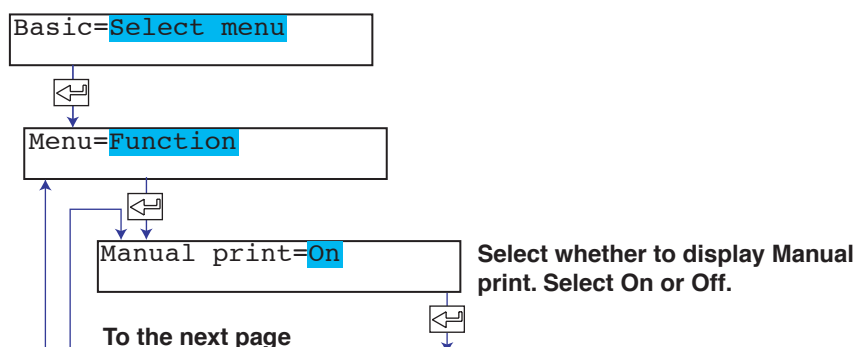 Basic=Select menu
Menu=Function
Manual print=On
Select whether to display Manual
print. Select On or Off.
To the next page